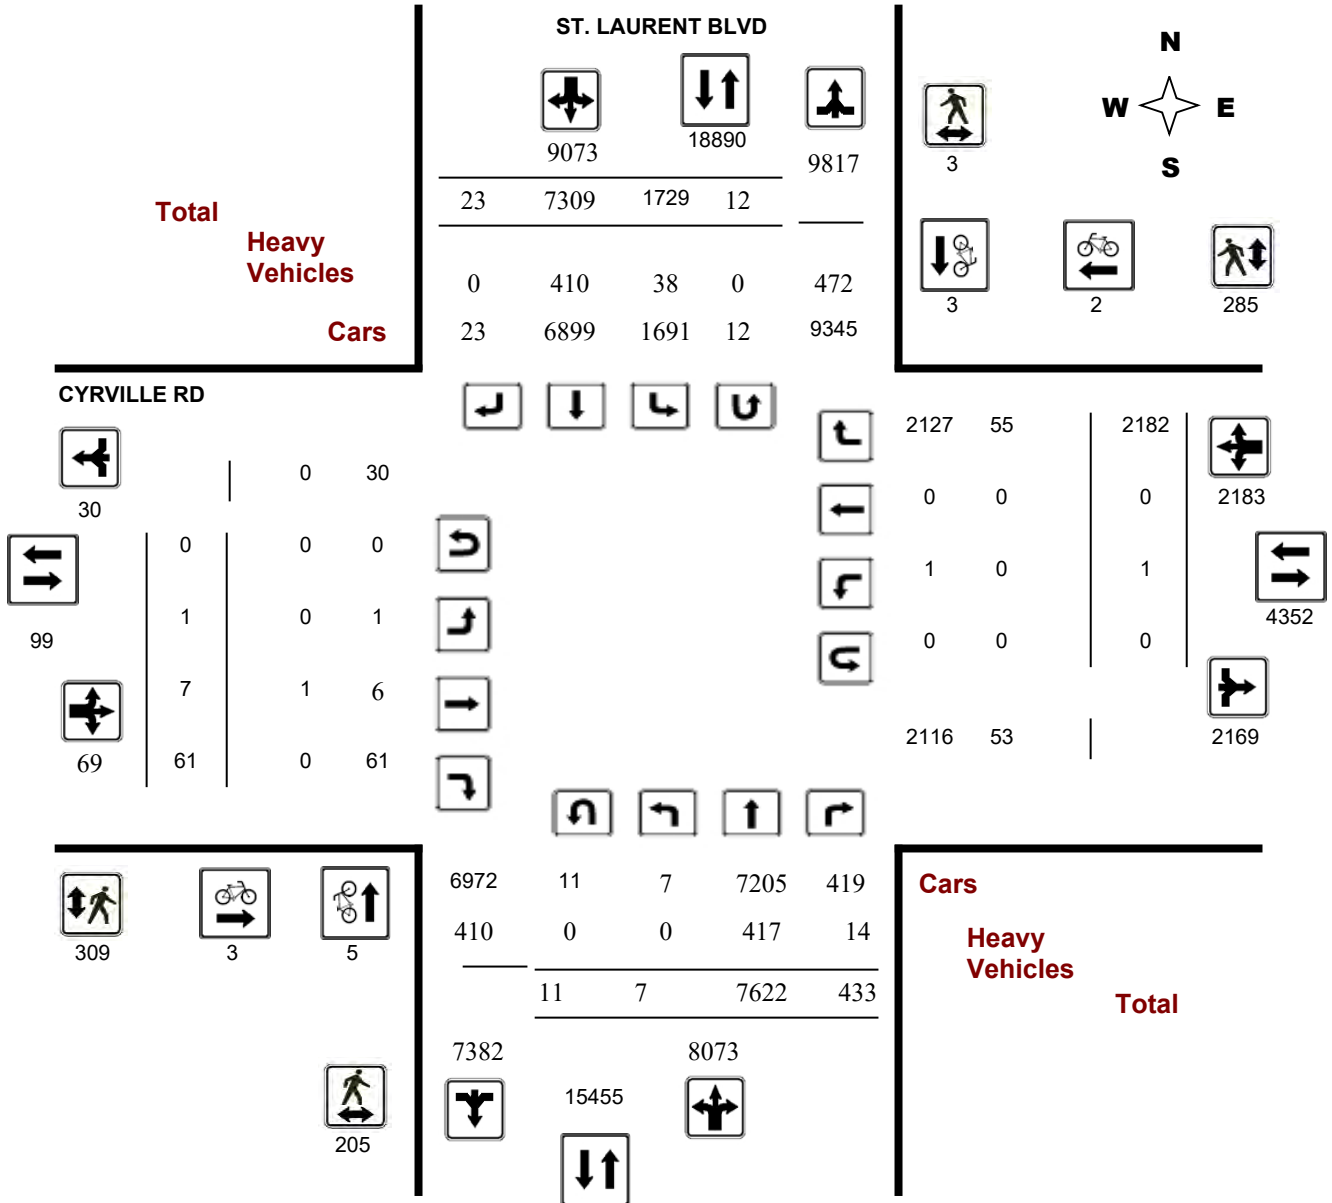 ST. LAURENT BLVD
N
W E
S
9073 18890 9817 3
23 7309 1729 12
Total
Heavy
Vehicles
0 410 38 0 472
Cars
23 6899 1691 12 9345
3 2 285
CYRVILLE RD
2127 55 2182
0 30
30
0 0 0 2183
0 0 0
1 0 1
1 0 1
4352
99
0 0 0
7 1 6
2116 53 2169
69 61 0 61
6972 11 7 7205 419
Cars
410 0 0 417 14
Heavy
Vehicles
309 3 5
11 7 7622 433
Total
7382 8073
15455
205